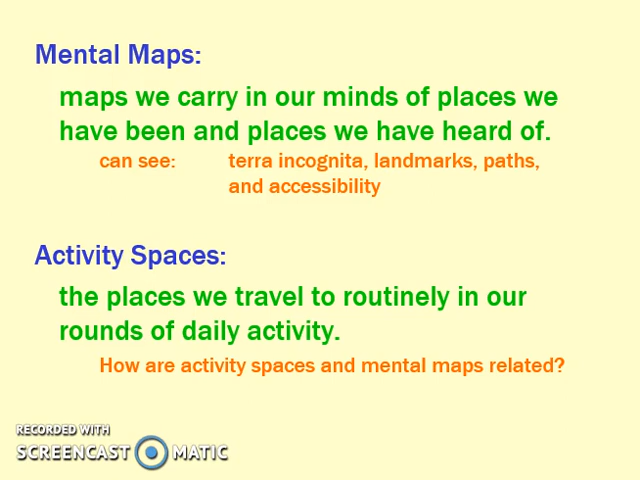 Mental Maps:
maps we carry in our minds of places we
have been and places we have heard of.
can see: terra incognita, landmarks, paths,
and accessibility
Activity Spaces:
the places we travel to routinely in our
rounds of daily activity.
How are activity spaces and mental maps related?
RECORDED WITH
SCREENCAST MATIC